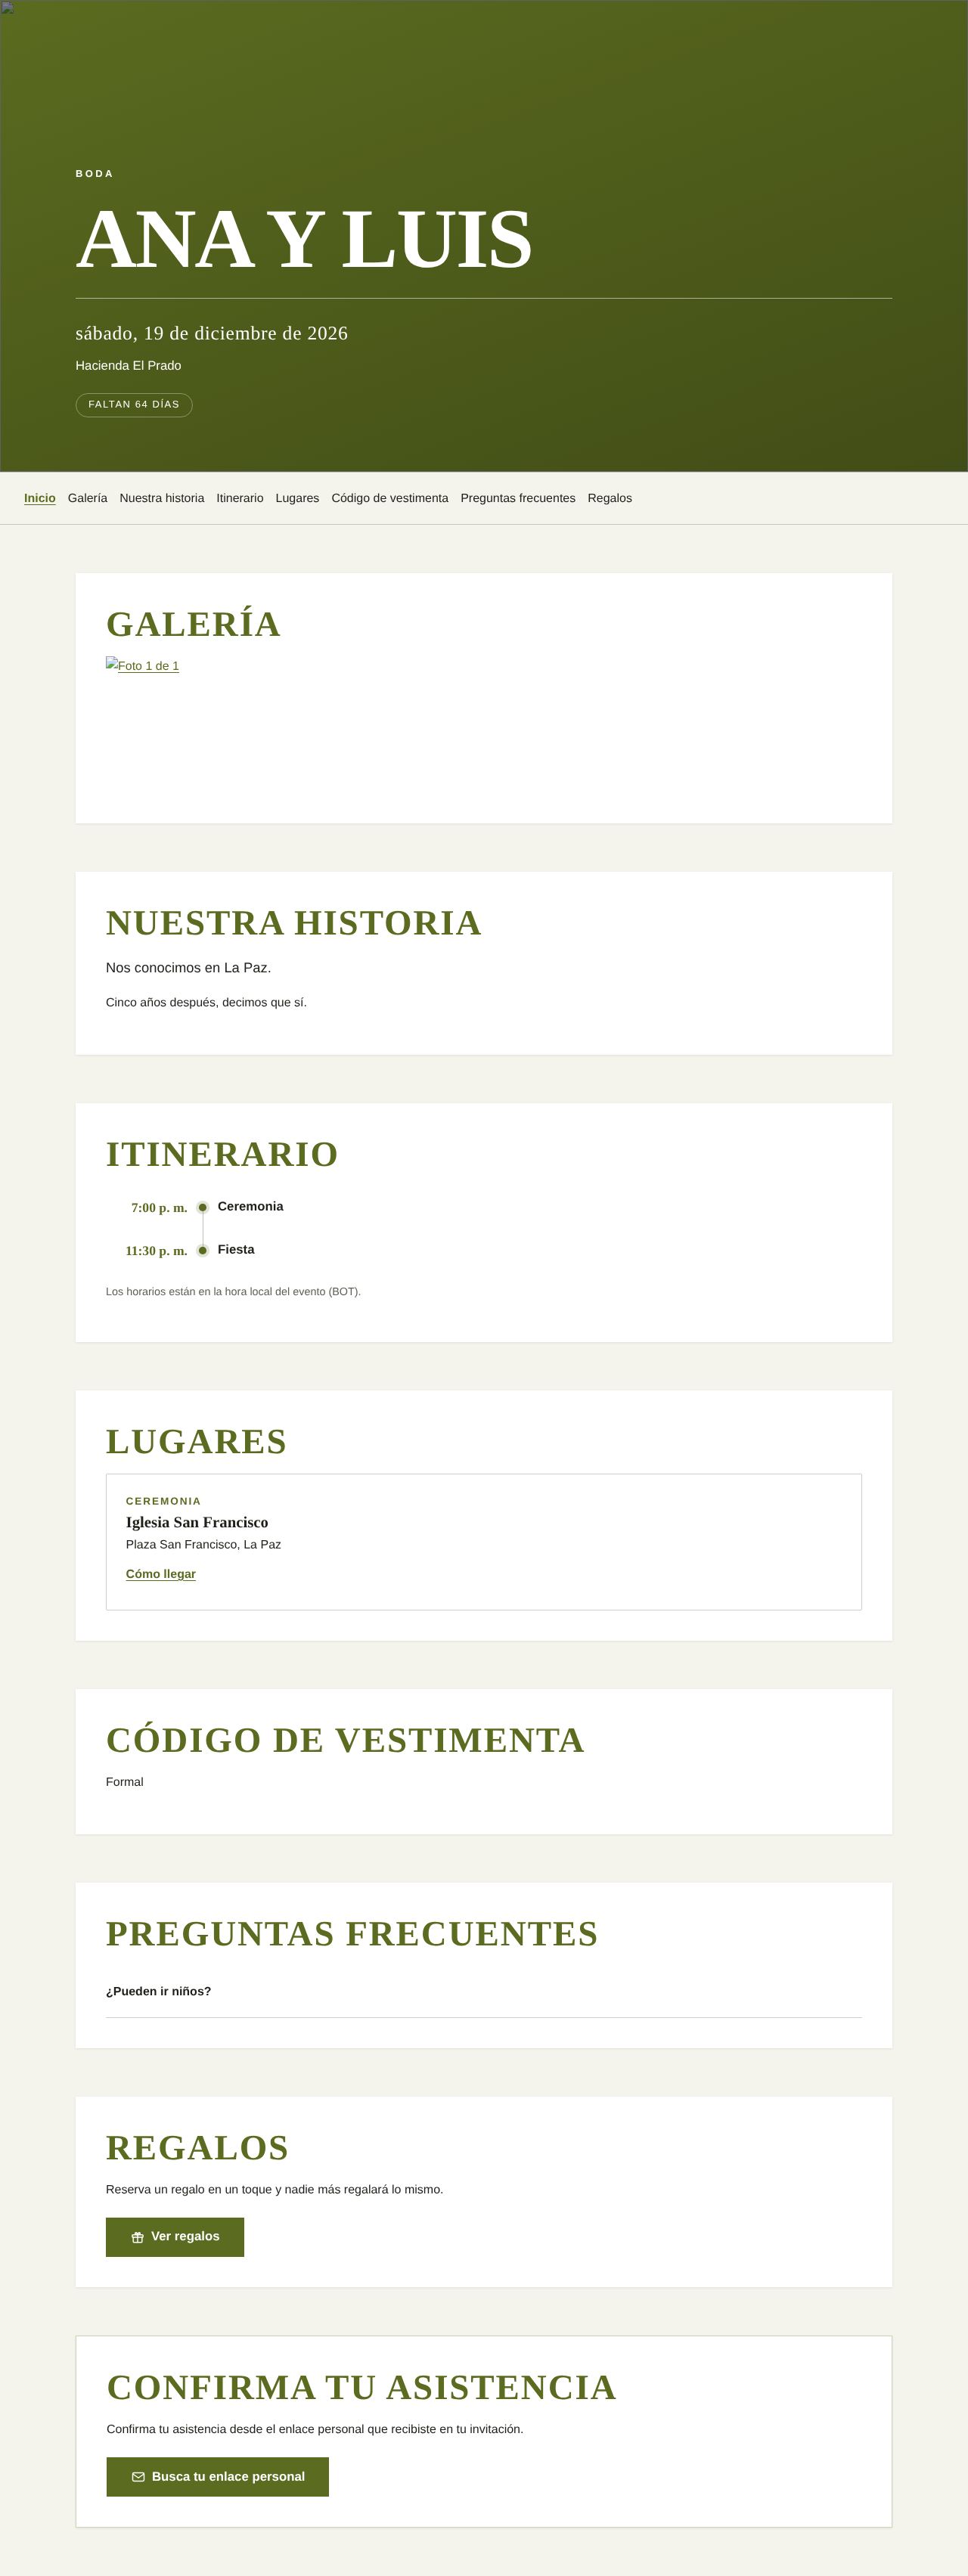 BODA
ANA Y LUIS
sábado, 19 de diciembre de 2026
Hacienda El Prado
FALTAN 64 DÍAS
Inicio Galería Nuestra historia Itinerario Lugares Código de vestimenta Preguntas frecuentes Regalos
GALERÍA
Foto 1 de 1
NUESTRA HISTORIA
Nos conocimos en La Paz.
Cinco años después, decimos que sí.
ITINERARIO
7:00 p. m. Ceremonia
11:30 p. m. Fiesta
Los horarios están en la hora local del evento (BOT).
LUGARES
CEREMONIA
Iglesia San Francisco
Plaza San Francisco, La Paz
Cómo llegar
CÓDIGO DE VESTIMENTA
Formal
PREGUNTAS FRECUENTES
¿Pueden ir niños?
REGALOS
Reserva un regalo en un toque y nadie más regalará lo mismo.
Ver regalos
CONFIRMA TU ASISTENCIA
Confirma tu asistencia desde el enlace personal que recibiste en tu invitación.
Busca tu enlace personal